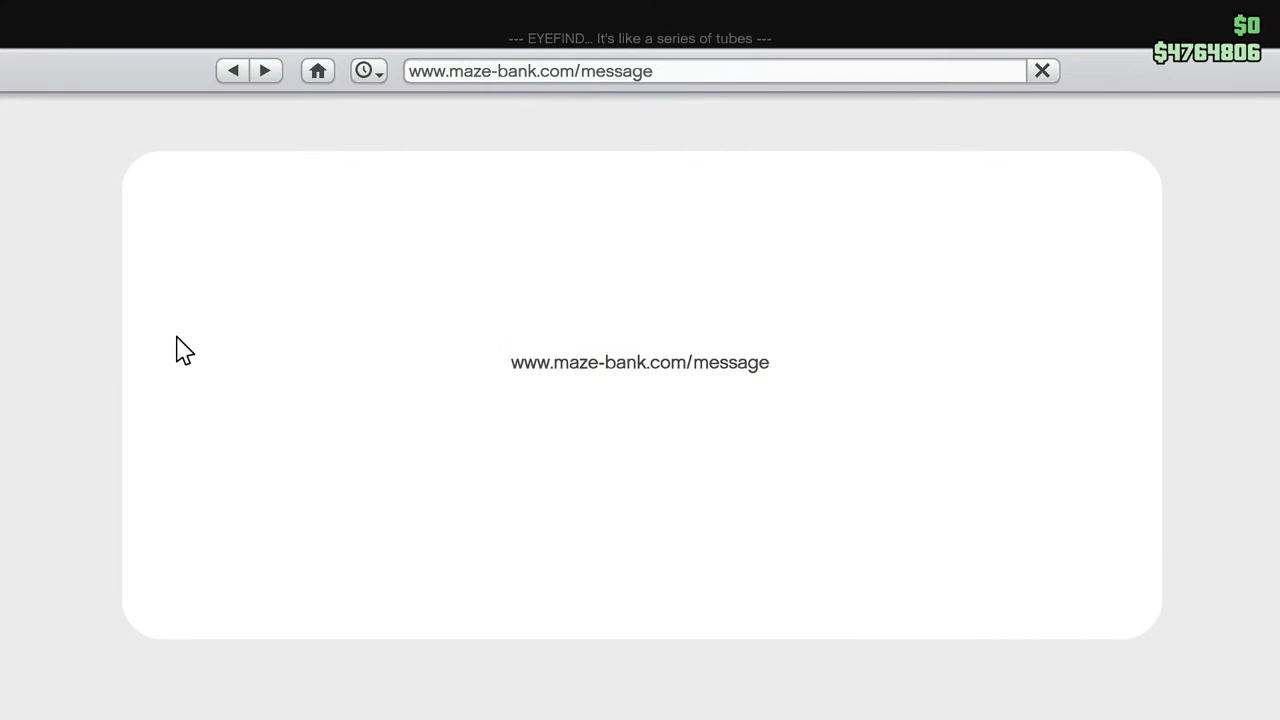 $0
--- EYEFIND... It's like a series of tubes ---
$4764806
www.maze-bank.com/message
www.maze-bank.com/message